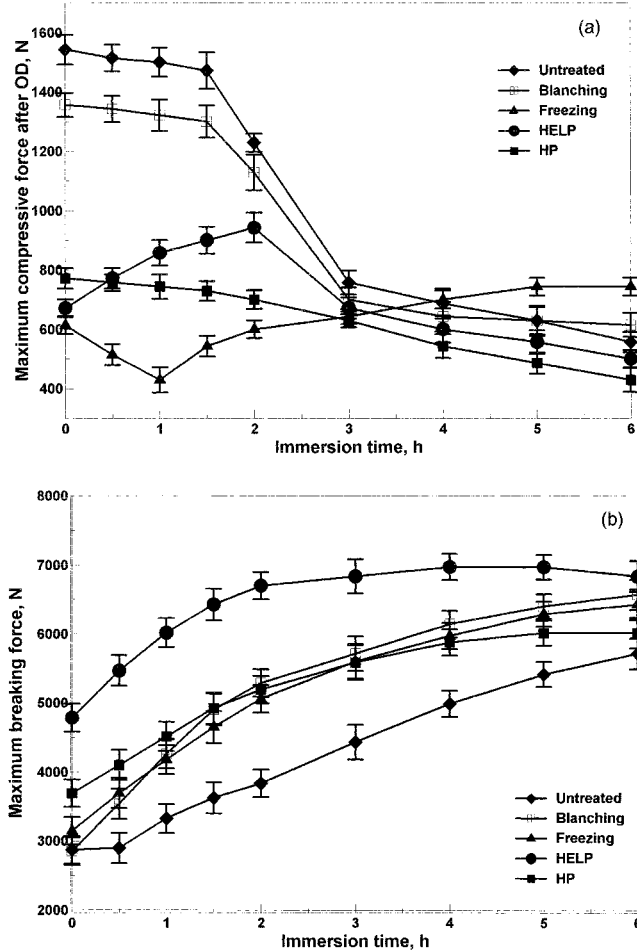 (a)
Maximum compressive force after OD, N
1600
1400
1200
1000
800
600
400
Untreated
Blanching
Freezing
HELP
HP
0 1 2 3 4 5 6
Immersion time, h
(b)
Maximum breaking force, N
8000
7000
6000
5000
4000
3000
2000
Untreated
Blanching
Freezing
HELP
HP
0 1 2 3 4 5 6
Immersion time, h